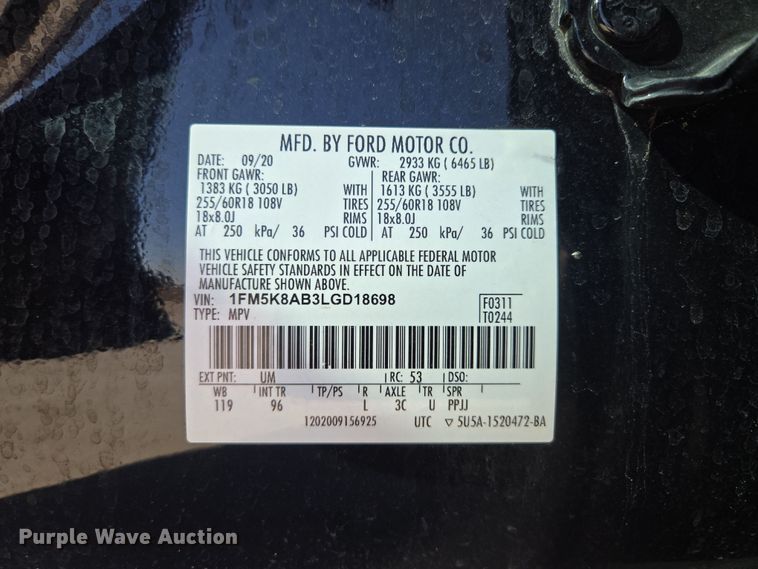 MFD. BY FORD MOTOR CO.
DATE: 09/20 GVWR: 2933 KG ( 6465 LB)
FRONT GAWR: REAR GAWR:
1383 KG ( 3050 LB) WITH 1613 KG ( 3555 LB) WITH
255/60R18 108V TIRES 255/60R18 108V TIRES
18x8.0J RIMS 18x8.0J RIMS
AT 250 kPa/ 36 PSI COLD AT 250 kPa/ 36 PSI COLD
THIS VEHICLE CONFORMS TO ALL APPLICABLE FEDERAL MOTOR
VEHICLE SAFETY STANDARDS IN EFFECT ON THE DATE OF
MANUFACTURE SHOWN ABOVE.
VIN: 1FM5K8AB3LGD18698 F0311
TYPE: MPV T0244
EXT PNT: UM RC: 53 DSO:
WB INT TR TP/PS R AXLE TR SPR
119 96 L 3C U PPJJ
1202009156925 UTC ▽ 5U5A-1520472-BA
Purple Wave Auction